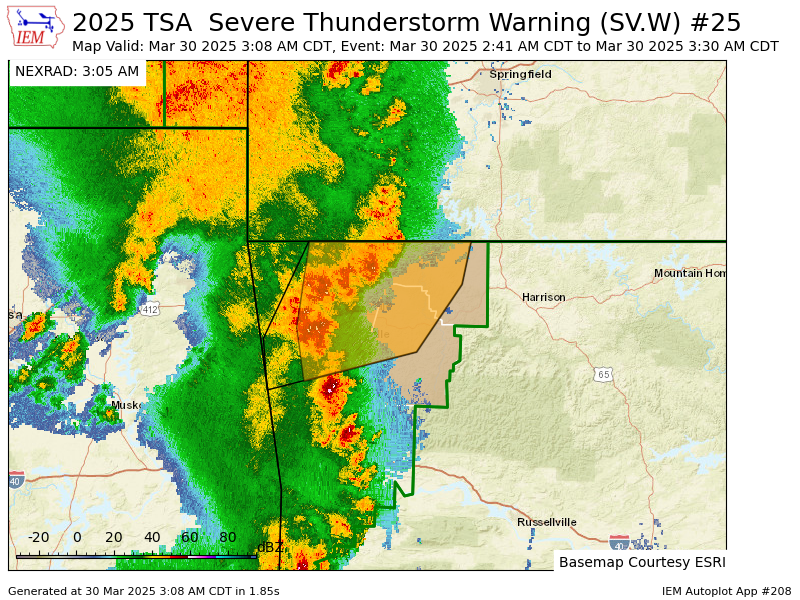 2025 TSA  Severe Thunderstorm Warning (SV.W) #25
IEM
Map Valid: Mar 30 2025 3:08 AM CDT, Event: Mar 30 2025 2:41 AM CDT to Mar 30 2025 3:30 AM CDT
NEXRAD: 3:05 AM
Springfield
Mountain Hom
Harrison
sa
412
65
Musko
40
Russellville
-20 0 20 40 60 80
dBZ
Basemap Courtesy ESRI
Generated at 30 Mar 2025 3:08 AM CDT in 1.85s
IEM Autoplot App #208